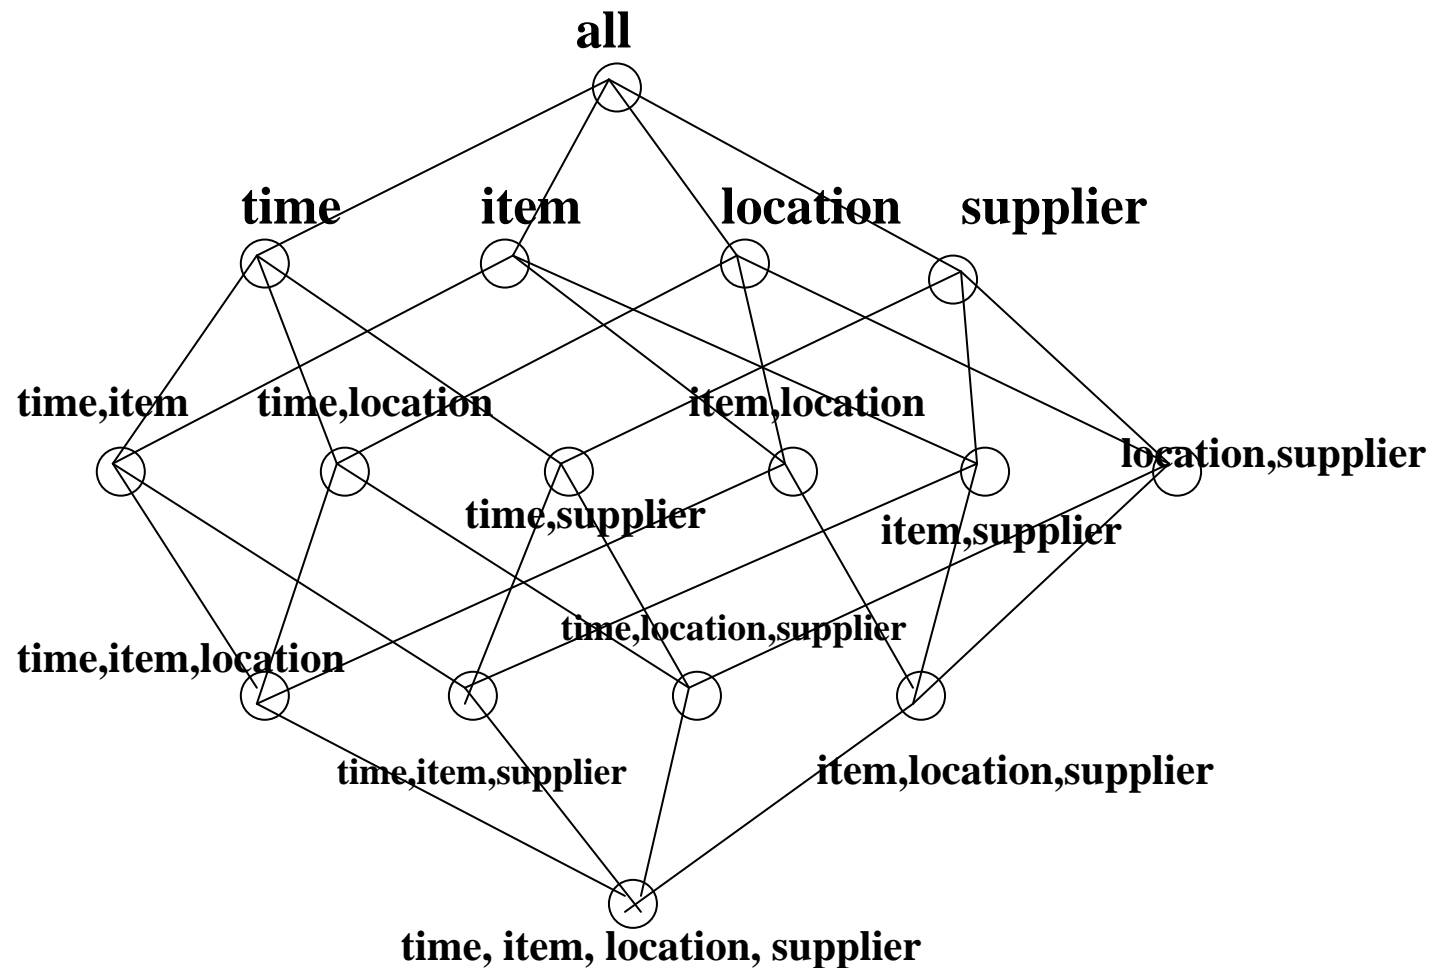 all
time
item
location
supplier
time,item
time,location
item,location
location,supplier
time,supplier
item,supplier
time,location,supplier
time,item,location
time,item,supplier
item,location,supplier
time, item, location, supplier